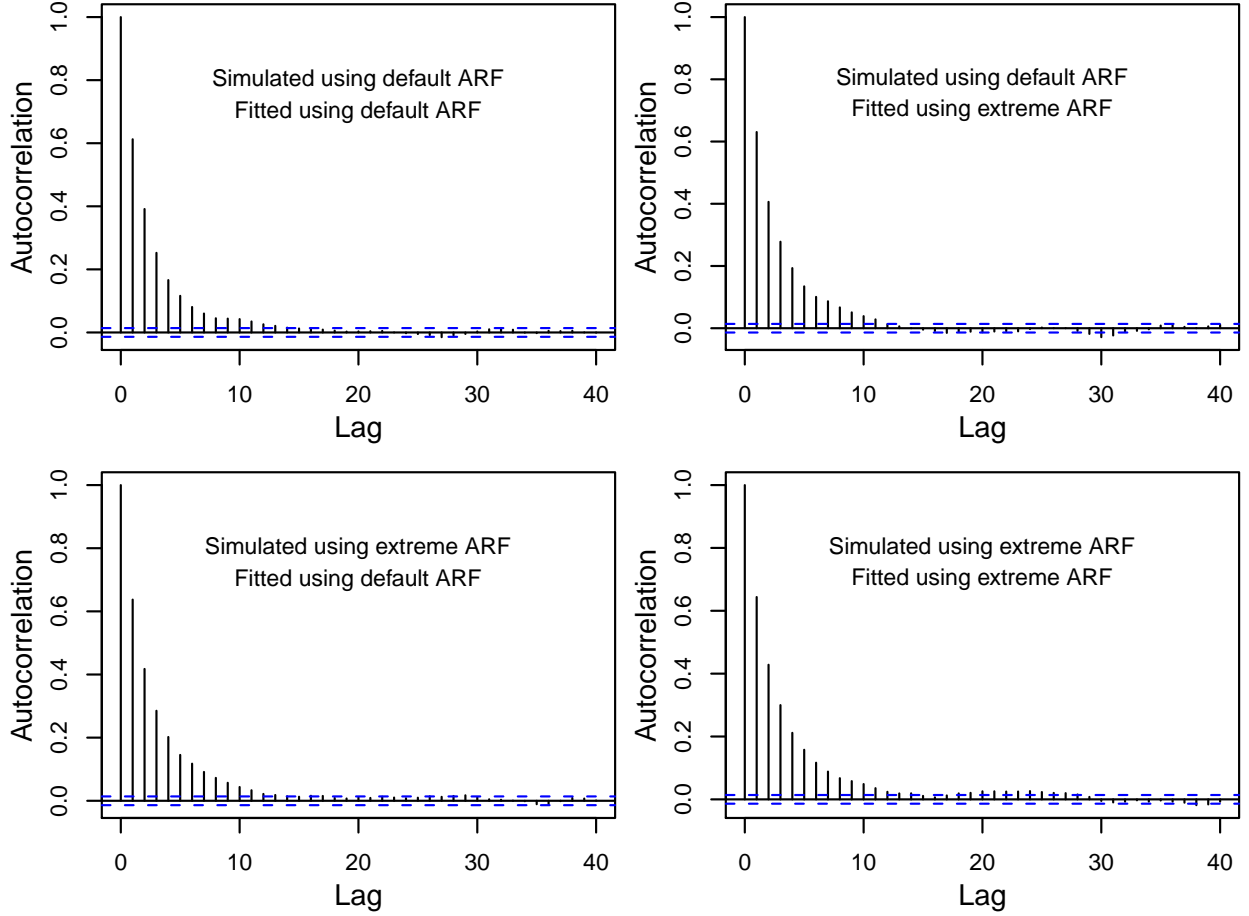 Autocorrelation
0.0 0.2 0.4 0.6 0.8 1.0
Simulated using default ARF
Fitted using default ARF
0 10 20 30 40
Lag
Autocorrelation
0.0 0.2 0.4 0.6 0.8 1.0
Simulated using default ARF
Fitted using extreme ARF
0 10 20 30 40
Lag
Autocorrelation
0.0 0.2 0.4 0.6 0.8 1.0
Simulated using extreme ARF
Fitted using default ARF
0 10 20 30 40
Lag
Autocorrelation
0.0 0.2 0.4 0.6 0.8 1.0
Simulated using extreme ARF
Fitted using extreme ARF
0 10 20 30 40
Lag